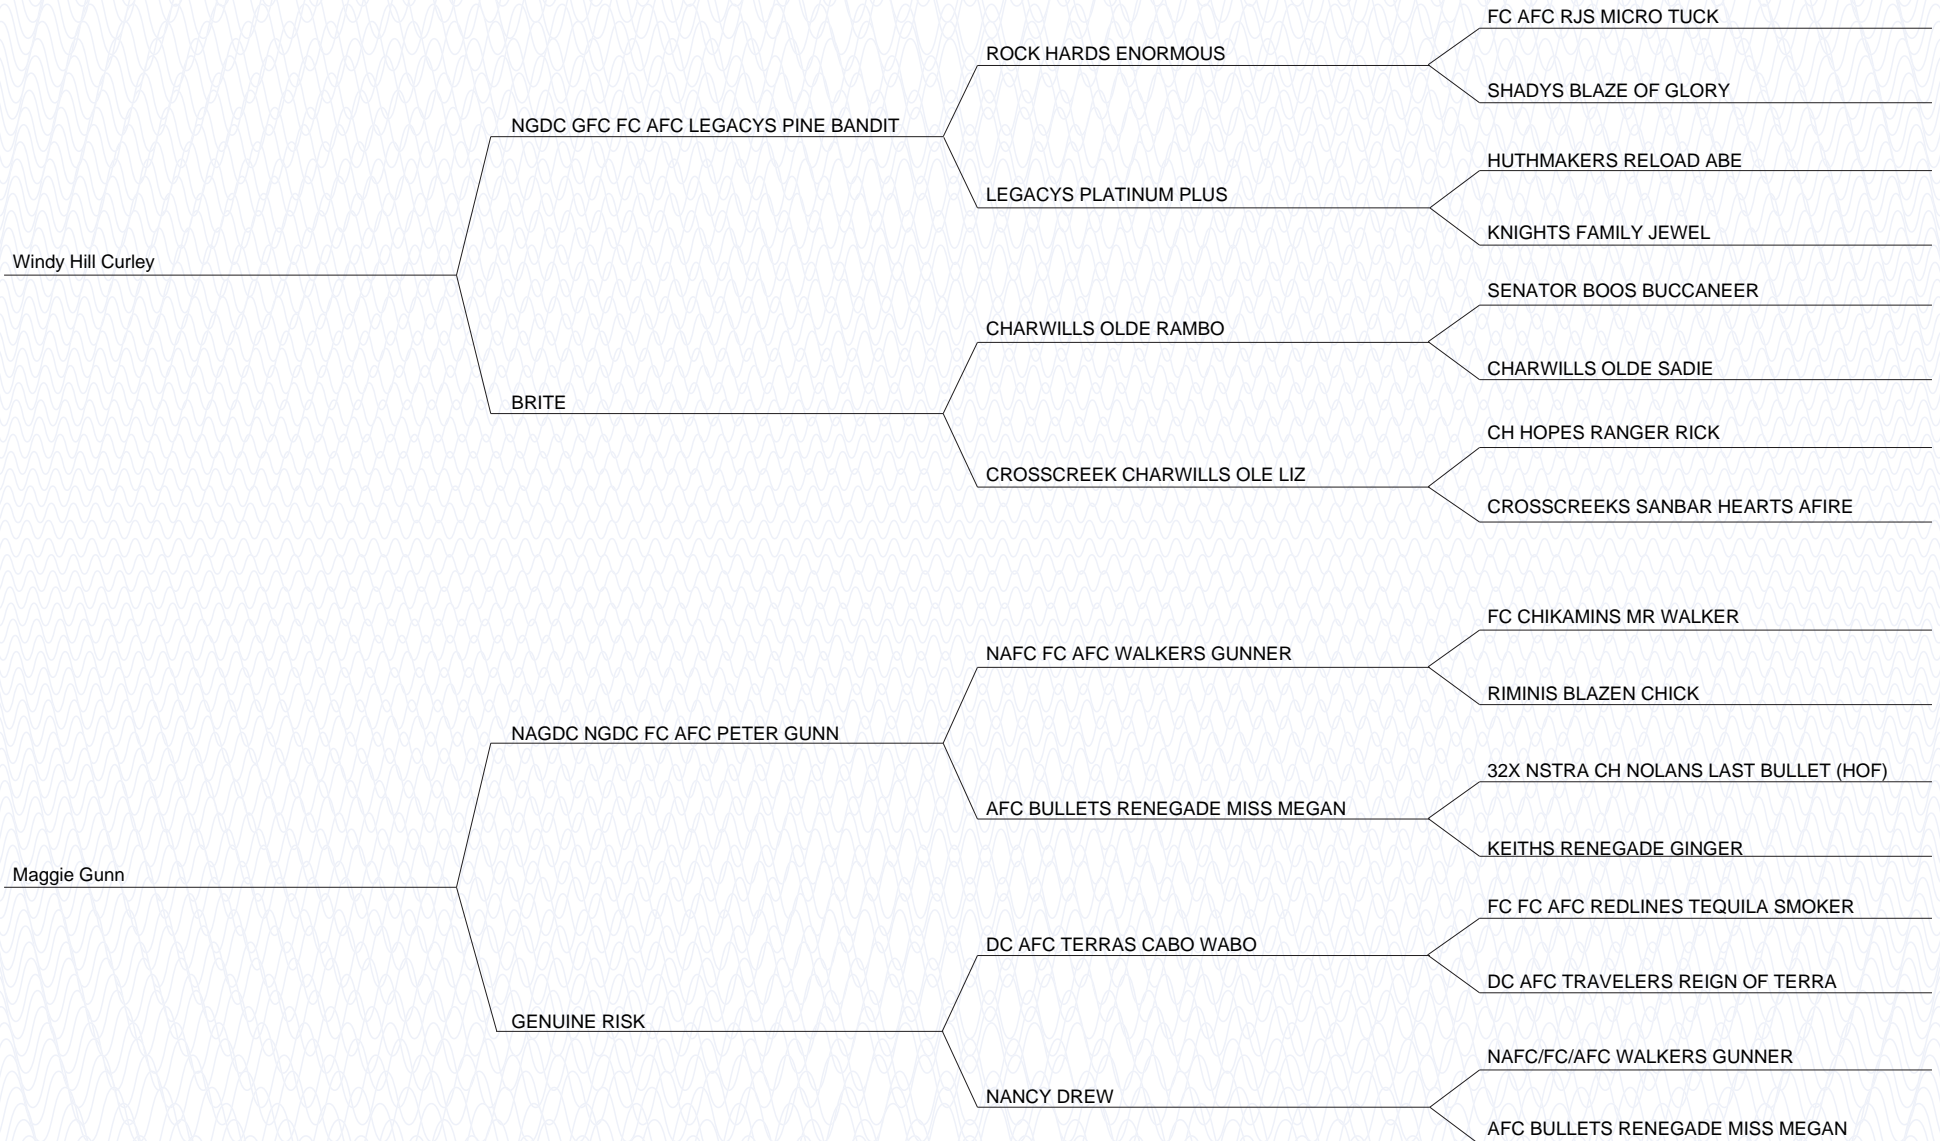 FC AFC RJS MICRO TUCK
ROCK HARDS ENORMOUS
SHADYS BLAZE OF GLORY
NGDC GFC FC AFC LEGACYS PINE BANDIT
HUTHMAKERS RELOAD ABE
LEGACYS PLATINUM PLUS
KNIGHTS FAMILY JEWEL
Windy Hill Curley
SENATOR BOOS BUCCANEER
CHARWILLS OLDE RAMBO
CHARWILLS OLDE SADIE
BRITE
CH HOPES RANGER RICK
CROSSCREEK CHARWILLS OLE LIZ
CROSSCREEKS SANBAR HEARTS AFIRE
FC CHIKAMINS MR WALKER
NAFC FC AFC WALKERS GUNNER
RIMINIS BLAZEN CHICK
NAGDC NGDC FC AFC PETER GUNN
32X NSTRA CH NOLANS LAST BULLET (HOF)
AFC BULLETS RENEGADE MISS MEGAN
KEITHS RENEGADE GINGER
Maggie Gunn
FC FC AFC REDLINES TEQUILA SMOKER
DC AFC TERRAS CABO WABO
DC AFC TRAVELERS REIGN OF TERRA
GENUINE RISK
NAFC/FC/AFC WALKERS GUNNER
NANCY DREW
AFC BULLETS RENEGADE MISS MEGAN